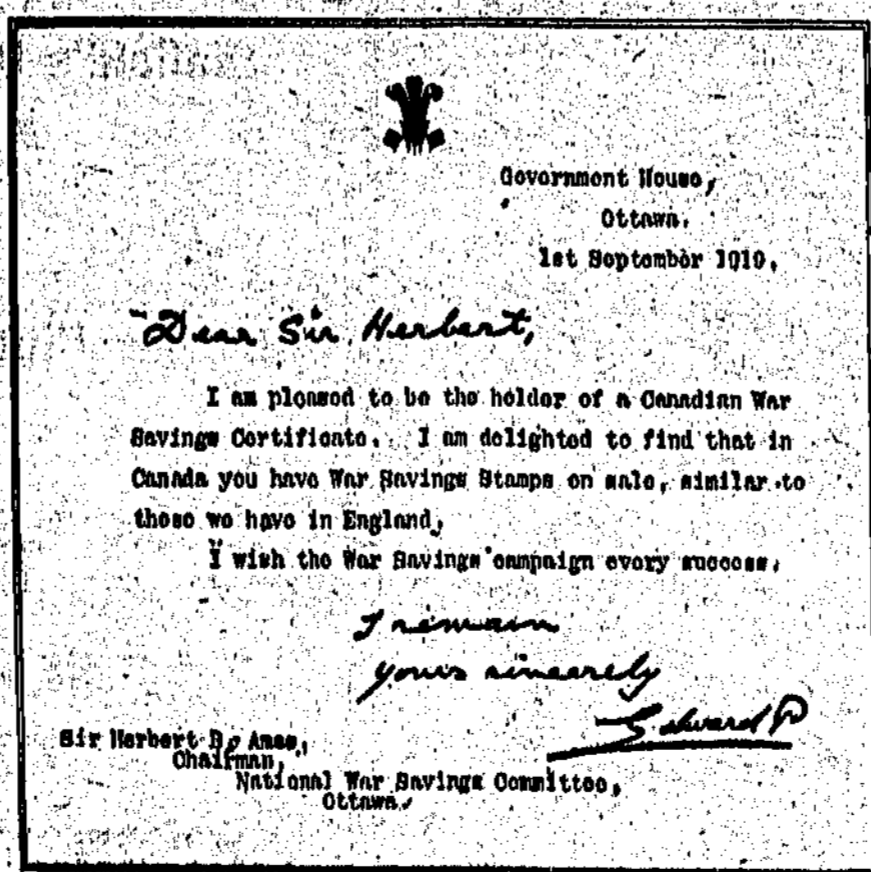 Government House,
Ottawa.
1st September 1919.
Dear Sir Herbert,
I am pleased to be the holder of a Canadian War
Savings Certificate. I am delighted to find that in
Canada you have War Savings Stamps on sale, similar to
those we have in England.
I wish the War Savings campaign every success.
I remain
yours sincerely
Edward P
Sir Herbert B. Ames,
Chairman,
National War Savings Committee,
Ottawa.